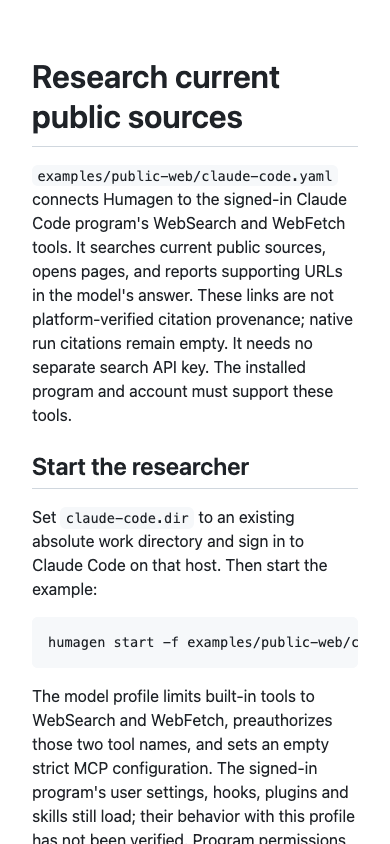 Research current
public sources
examples/public-web/claude-code.yaml
connects Humagen to the signed-in Claude
Code program's WebSearch and WebFetch
tools. It searches current public sources,
opens pages, and reports supporting URLs
in the model's answer. These links are not
platform-verified citation provenance; native
run citations remain empty. It needs no
separate search API key. The installed
program and account must support these
tools.
Start the researcher
Set claude-code.dir to an existing
absolute work directory and sign in to
Claude Code on that host. Then start the
example:
humagen start -f examples/public-web/c
The model profile limits built-in tools to
WebSearch and WebFetch, preauthorizes
those two tool names, and sets an empty
strict MCP configuration. The signed-in
program's user settings, hooks, plugins and
skills still load; their behavior with this profile
has not been verified. Program permissions